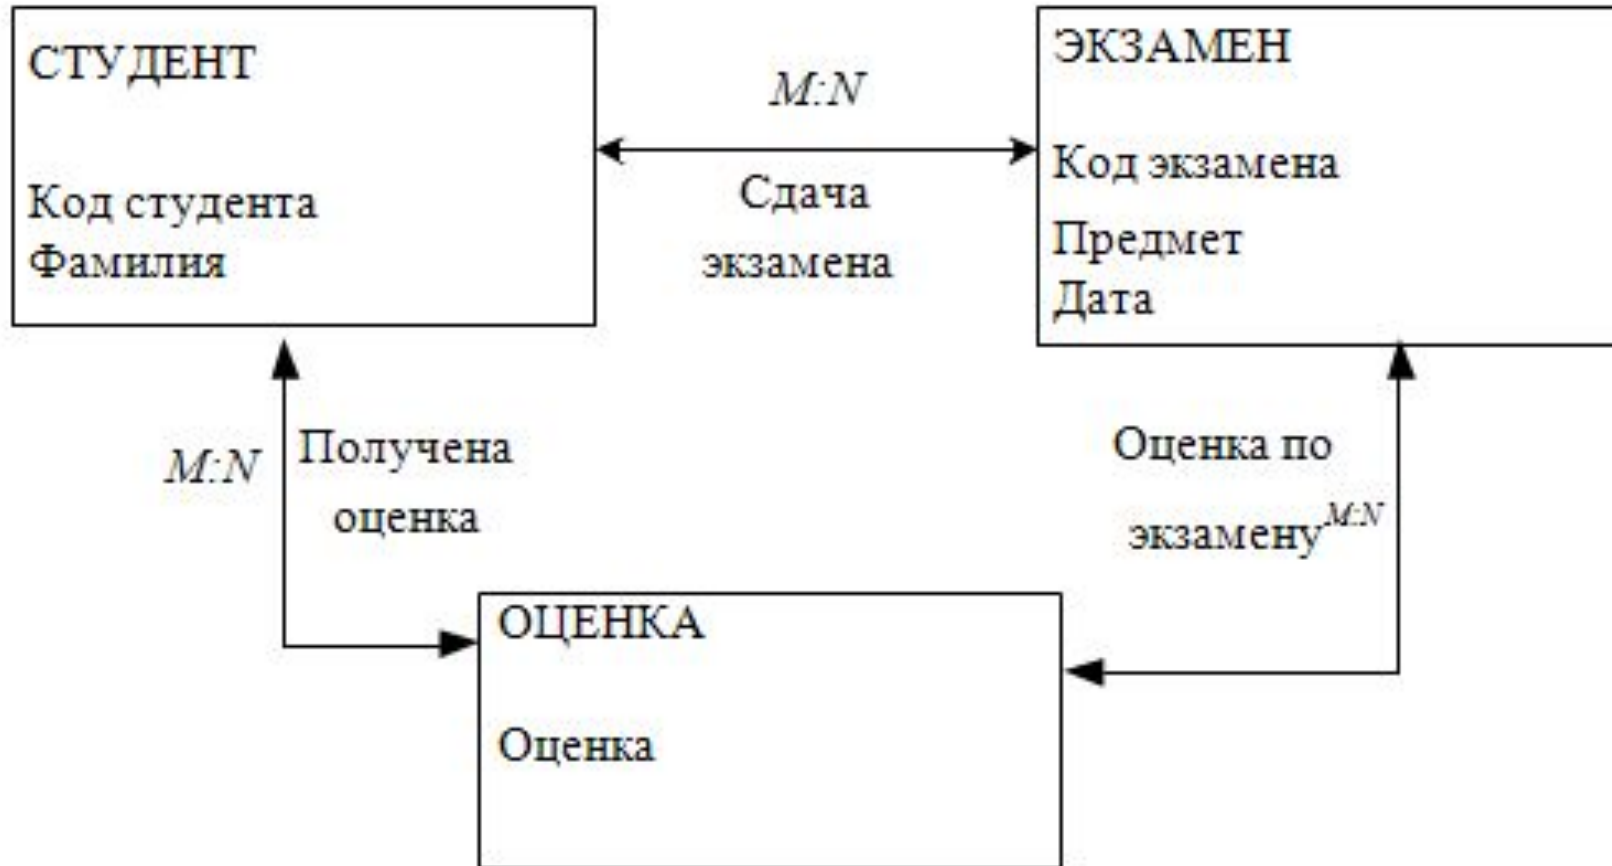 СТУДЕНТ
Код студента
Фамилия
M:N
Сдача
экзамена
ЭКЗАМЕН
Код экзамена
Предмет
Дата
M:N
Получена
оценка
Оценка по
экзамену M:N
ОЦЕНКА
Оценка